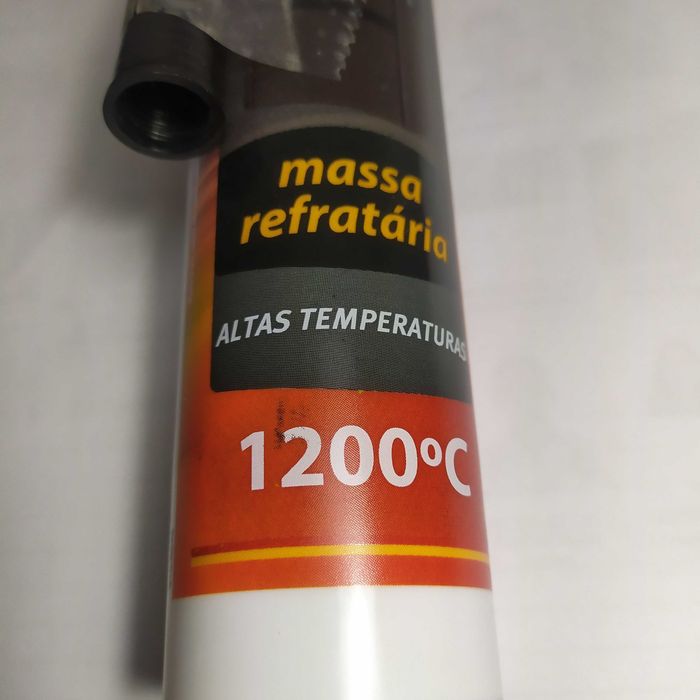 massa
refratária
ALTAS TEMPERATURAS
1200ºC